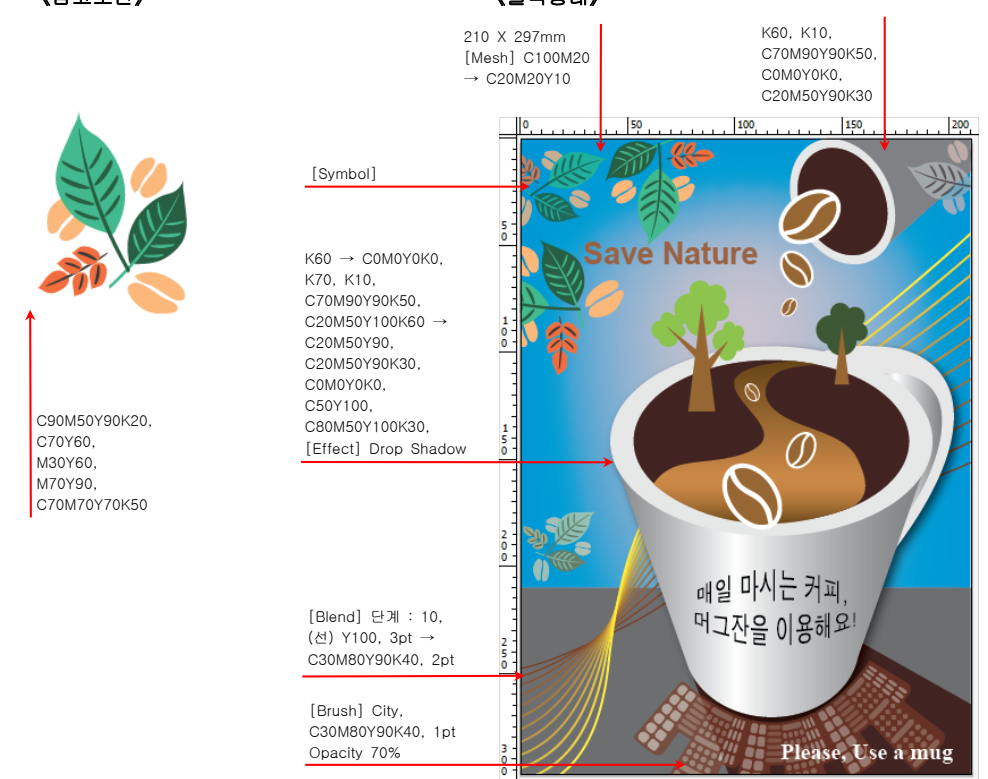 210 X 297mm
[Mesh] C100M20
→ C20M20Y10
K60, K10,
C70M90Y90K50,
C0M0Y0K0,
C20M50Y90K30
0 50 100 150 200
[Symbol]
50
100
150
200
250
300
Save Nature
K60 → C0M0Y0K0,
K70, K10,
C70M90Y90K50,
C20M50Y100K60 →
C20M50Y90,
C20M50Y90K30,
C0M0Y0K0,
C50Y100,
C80M50Y100K30,
[Effect] Drop Shadow
C90M50Y90K20,
C70Y60,
M30Y60,
M70Y90,
C70M70Y70K50
매일 마시는 커피,
머그잔을 이용해요!
[Blend] 단계 : 10,
(선) Y100, 3pt →
C30M80Y90K40, 2pt
[Brush] City,
C30M80Y90K40, 1pt
Opacity 70%
Please, Use a mug